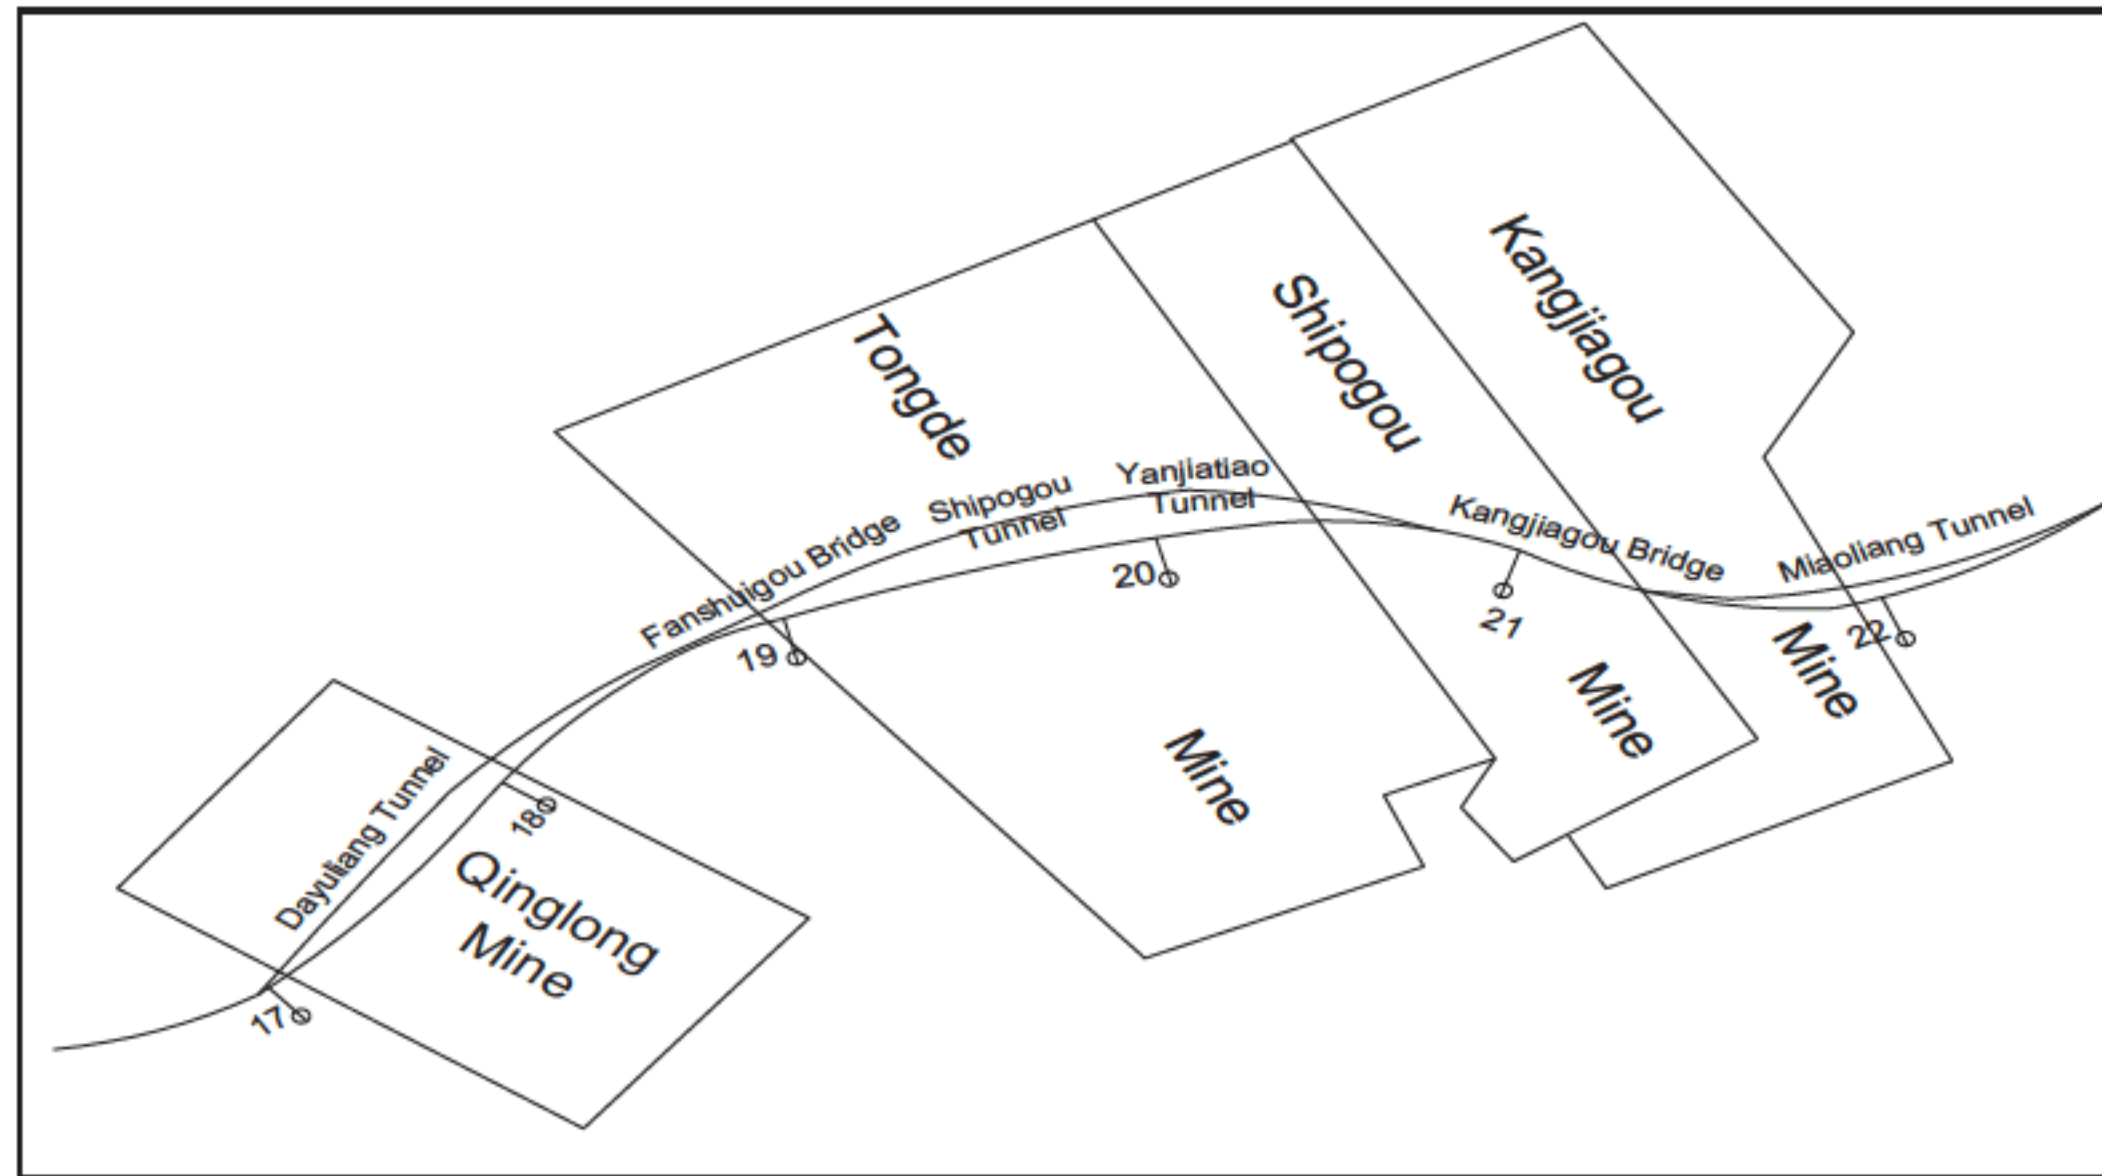 Kangjiagou
Shipogou
Tongde
Yanjiatiao
Tunnel
Shipogou
Tunnel
Kangjiagou Bridge
Miaoliang Tunnel
Fanshuigou Bridge
20
21
22
19
Mine
Mine
Mine
Dayuliang Tunnel
18
Qinglong
Mine
17